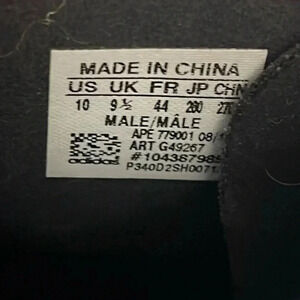 MADE IN CHINA
US UK FR JP CHN
10 9½ 44 280 270
MALE/MÂLE
APE 779001 08/1
ART G49267
adidas
#104367985
P340D2SH0071